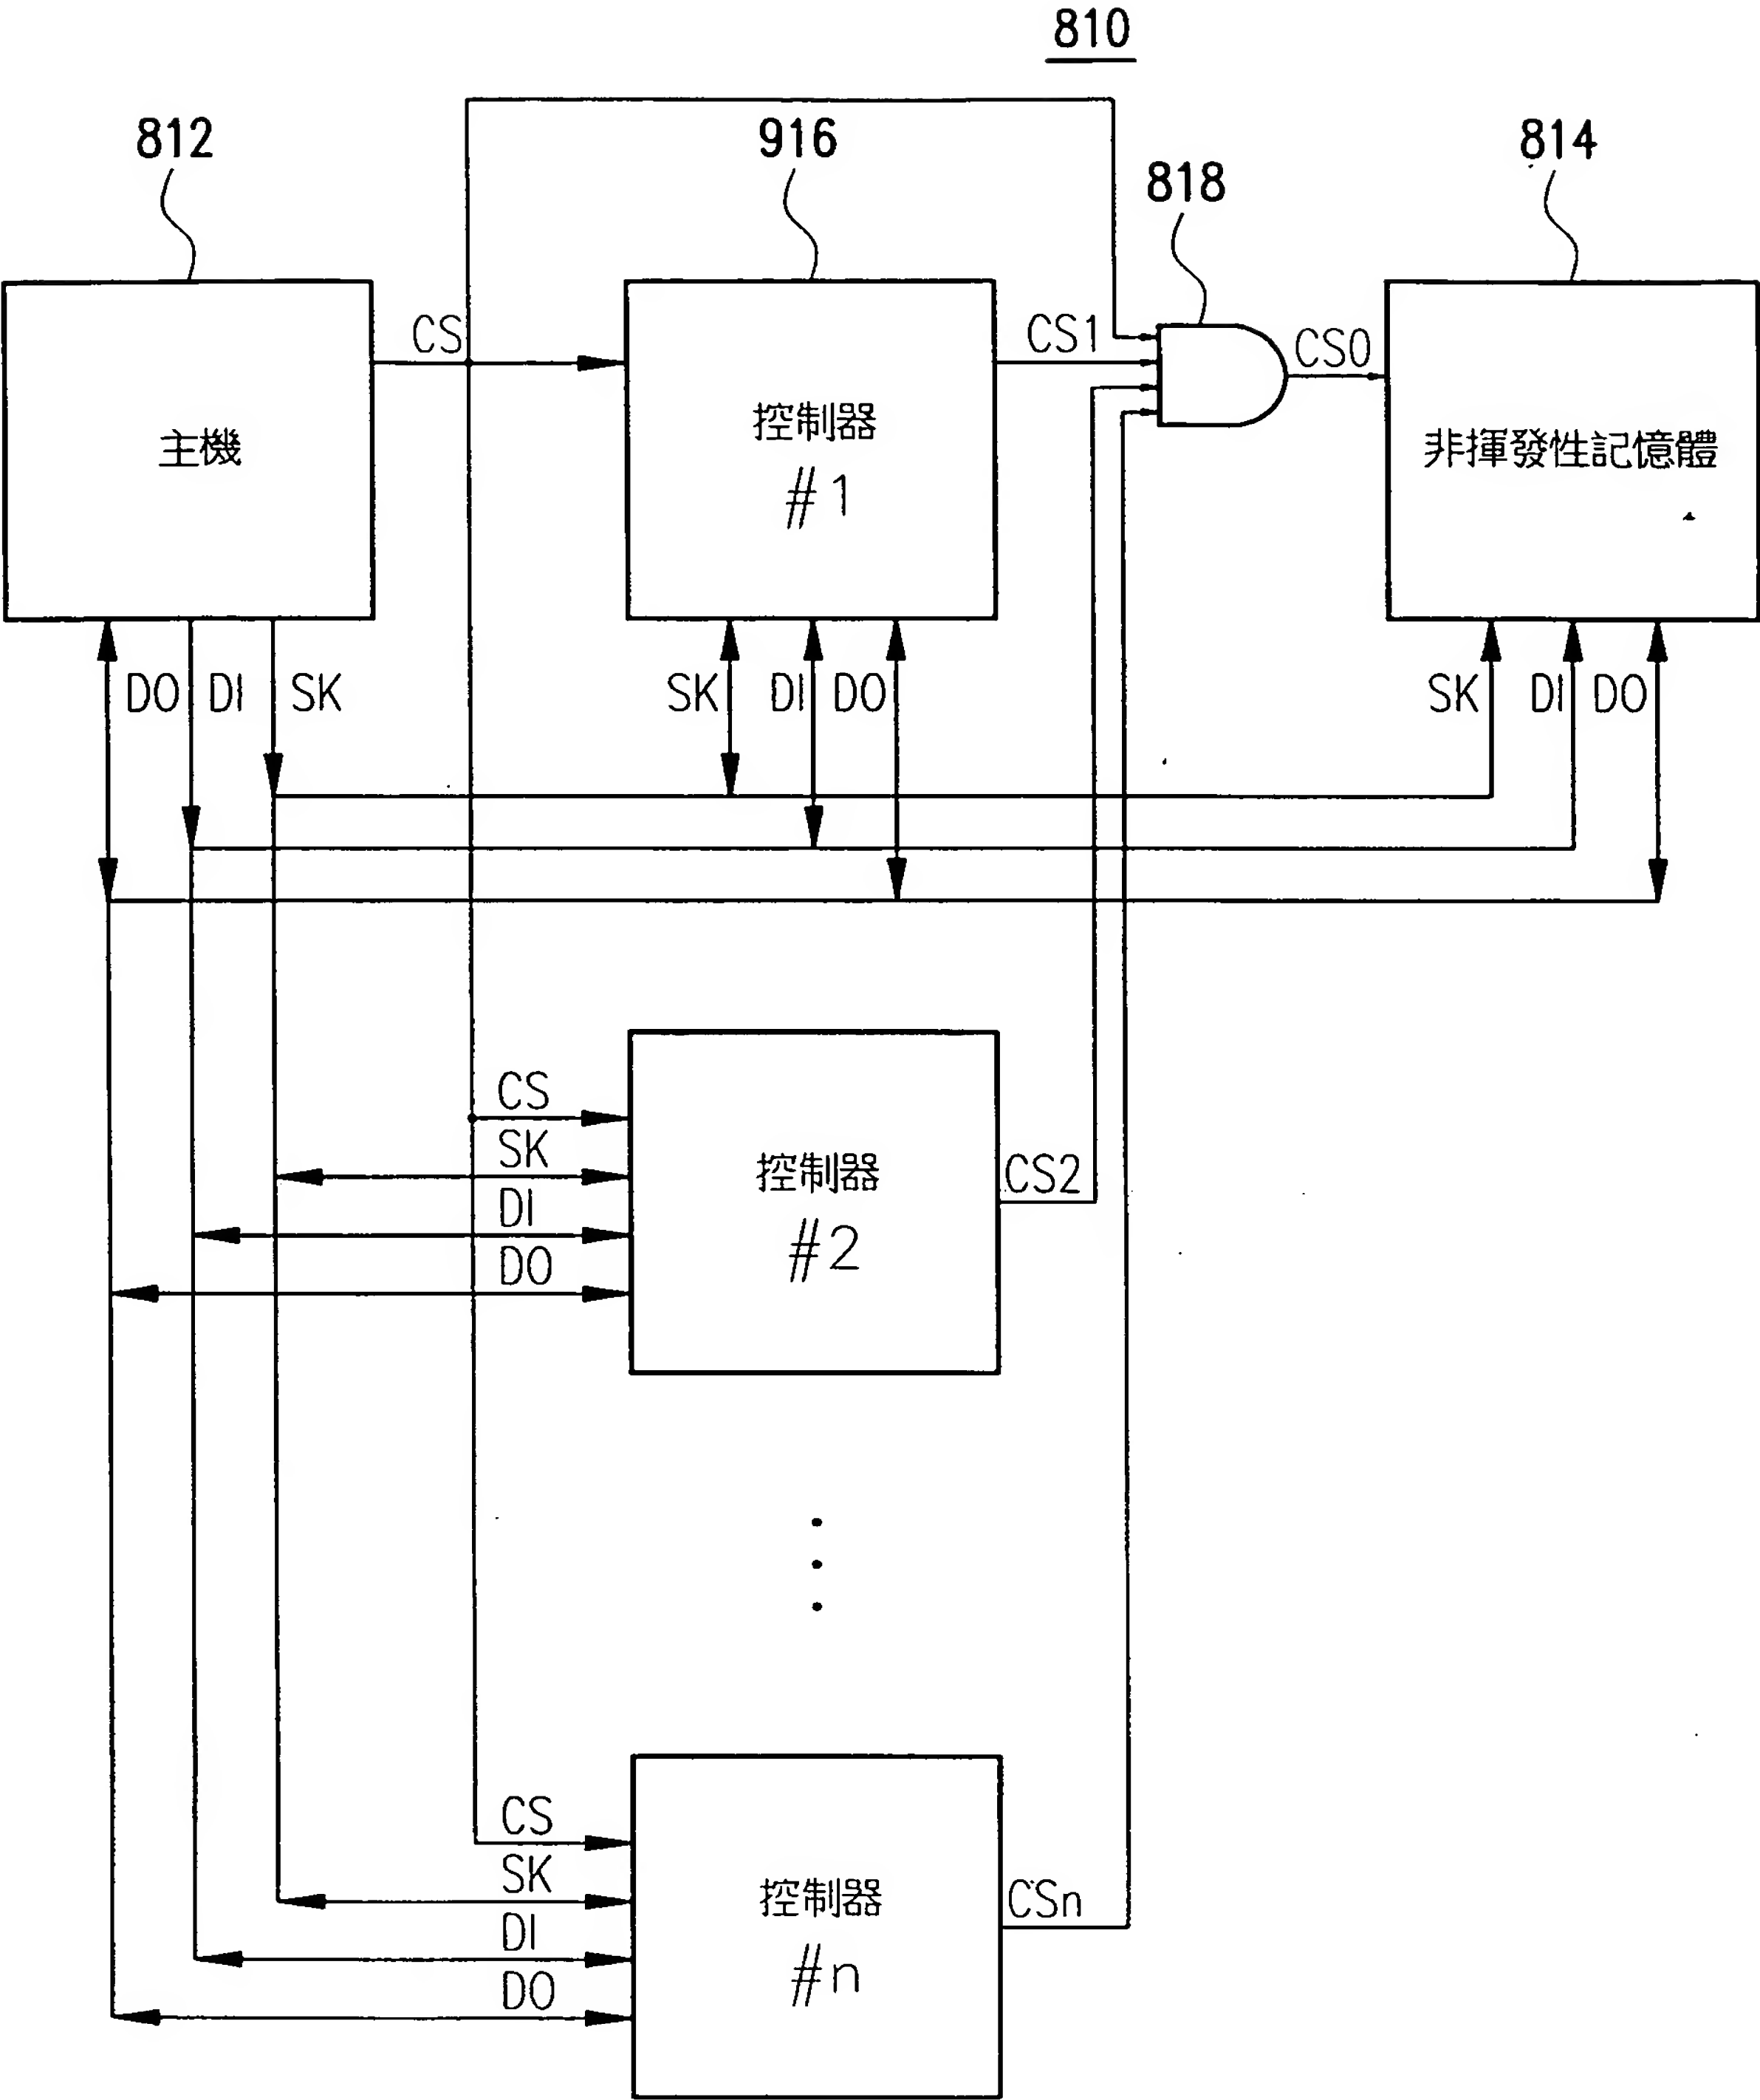 810
812
916
818
814
CS
CS1
CS0
主機
控制器
#1
非揮發性記憶體
DO
DI
SK
SK
DI
DO
SK
DI
DO
CS
SK
DI
DO
控制器
#2
CS2
CS
SK
DI
DO
控制器
#n
CSn